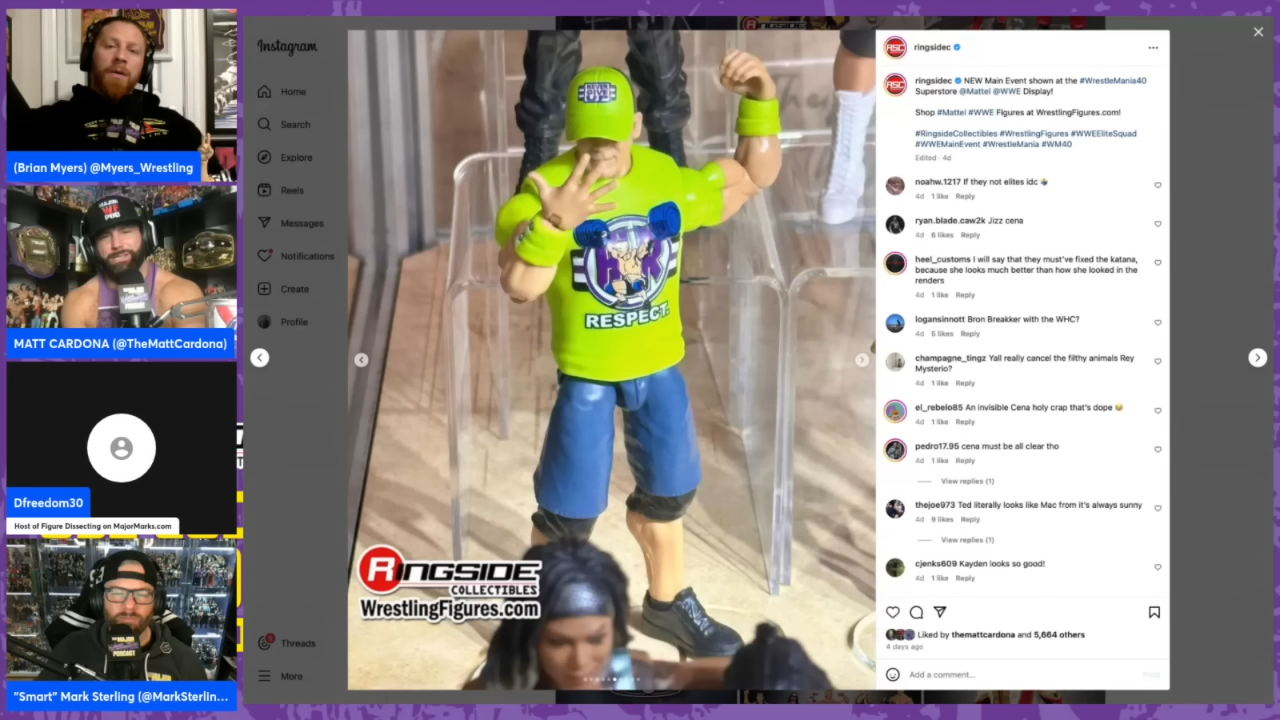 (Brian Myers) @Myers_Wrestling
MATT CARDONA (@TheMattCardona)
Dfreedom30
Host of Figure Dissecting on MajorMarks.com
"Smart" Mark Sterling (@MarkSterlin...
Instagram
Home
Search
Explore
Reels
Messages
Notifications
Create
Profile
Threads
More
NEVER
RESPECT
RINGSIDE
COLLECTIBLES
WrestlingFigures.com
RSC
ringsidec
RSC
ringsidec NEW Main Event shown at the #WrestleMania40
Superstore @Mattel @WWE Display!
Shop #Mattel #WWE Figures at WrestlingFigures.com!
#RingsideCollectibles #WrestlingFigures #WWEEliteSquad
#WWEMainEvent #WrestleMania #WM40
Edited · 4d
noahw.1217 If they not elites idc
4d 1 like Reply
ryan.blade.caw2k Jizz cena
4d 6 likes Reply
heel_customs I will say that they must've fixed the katana,
because she looks much better than how she looked in the
renders
4d 1 like Reply
logansinnott Bron Breakker with the WHC?
4d 5 likes Reply
champagne_tingz Yall really cancel the filthy animals Rey
Mysterio?
4d 1 like Reply
el_rebelo85 An invisible Cena holy crap that's dope
4d 1 like Reply
pedro17.95 cena must be all clear tho
4d 1 like Reply
View replies (1)
thejoe973 Ted literally looks like Mac from it's always sunny
4d 9 likes Reply
View replies (1)
cjenks609 Kayden looks so good!
4d 1 like Reply
Liked by themattcardona and 5,664 others
4 days ago
Add a comment...
Post